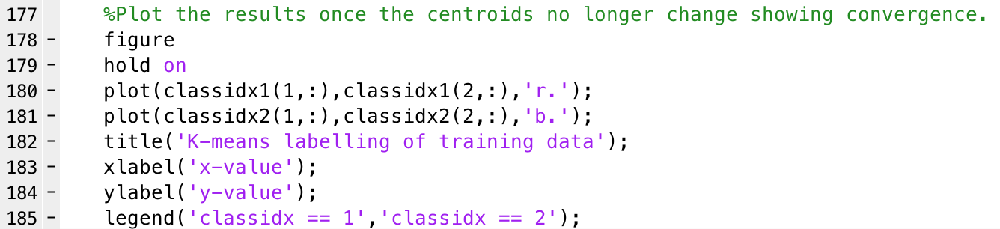 177 %Plot the results once the centroids no longer change showing convergence.
178 - figure
179 - hold on
180 - plot(classidx1(1,:),classidx1(2,:),'r.');
181 - plot(classidx2(1,:),classidx2(2,:),'b.');
182 - title('K-means labelling of training data');
183 - xlabel('x-value');
184 - ylabel('y-value');
185 - legend('classidx == 1','classidx == 2');